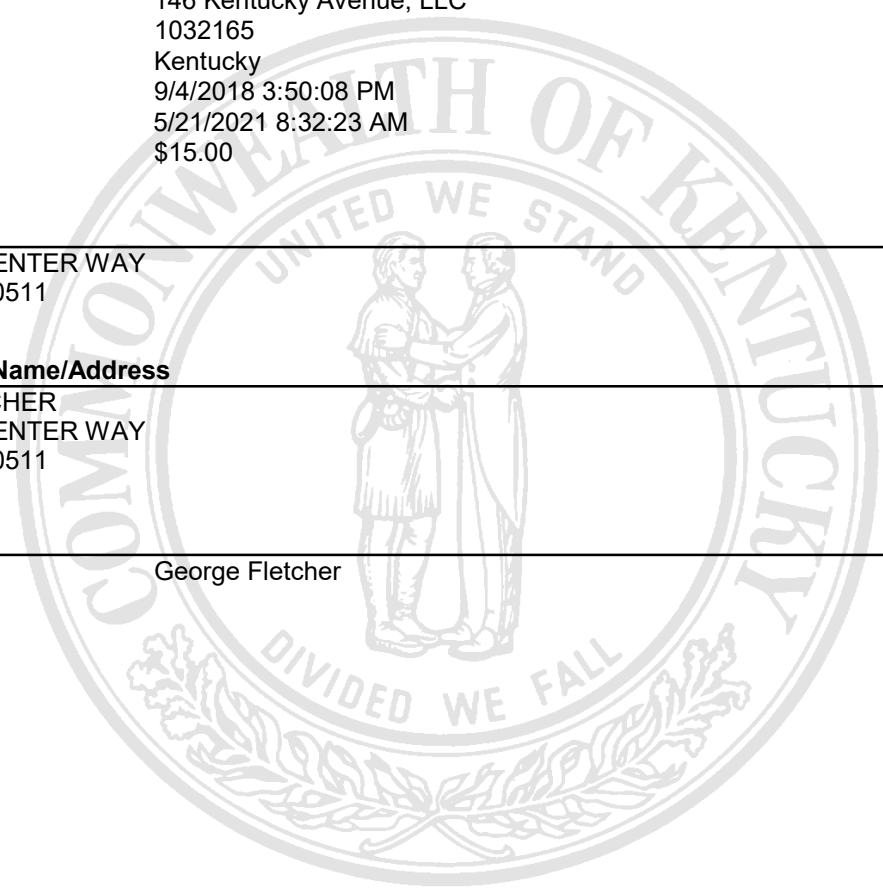 146 Kentucky Avenue, LLC
1032165
Kentucky
9/4/2018 3:50:08 PM
5/21/2021 8:32:23 AM
$15.00
COMMONWEALTH OF KENTUCKY
UNITED WE STAND
ENTER WAY
0511
Name/Address
CHER
ENTER WAY
0511
George Fletcher
DIVIDED WE FALL